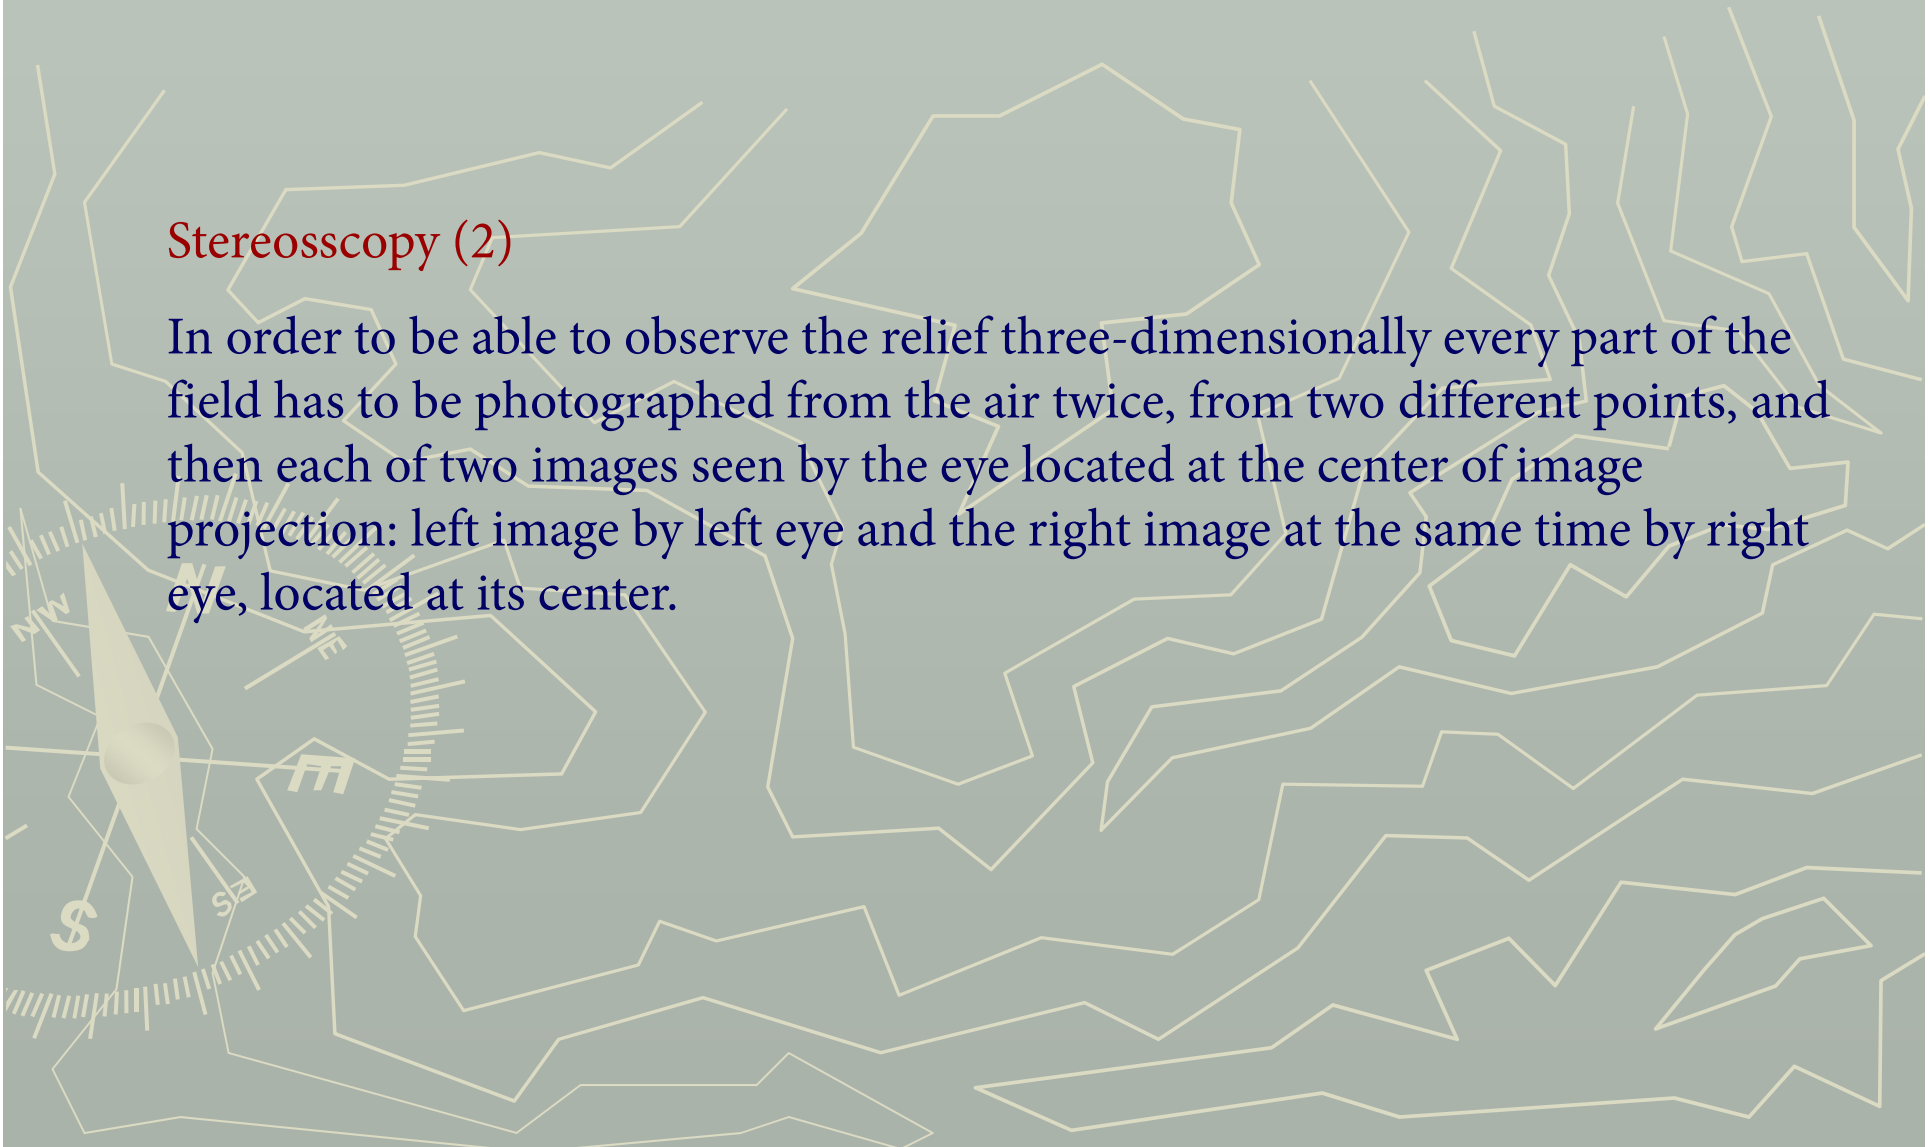 Stereosscopy (2)
In order to be able to observe the relief three-dimensionally every part of the
field has to be photographed from the air twice, from two different points, and
then each of two images seen by the eye located at the center of image
projection: left image by left eye and the right image at the same time by right
eye, located at its center.
NW
N
NE
E
SE
S